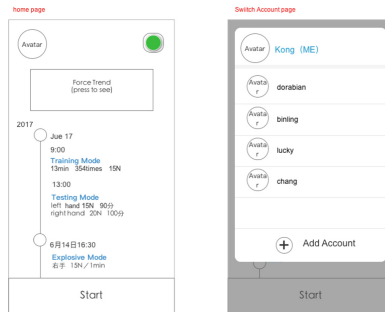 home page
Avatar
Force Trend
(press to see)
2017
Jue 17
9:00
Training Mode
13min 354times 15N
13:00
Testing Mode
left hand 15N 90分
right hand 20N 100分
6月14日16:30
Explosive Mode
右手 15N／1min
Start
Swiitch Account page
Avatar
Kong（ME）
Avata
r
dorabian
Avata
r
binling
Avata
r
lucky
Avata
r
chang
Add Account
Start